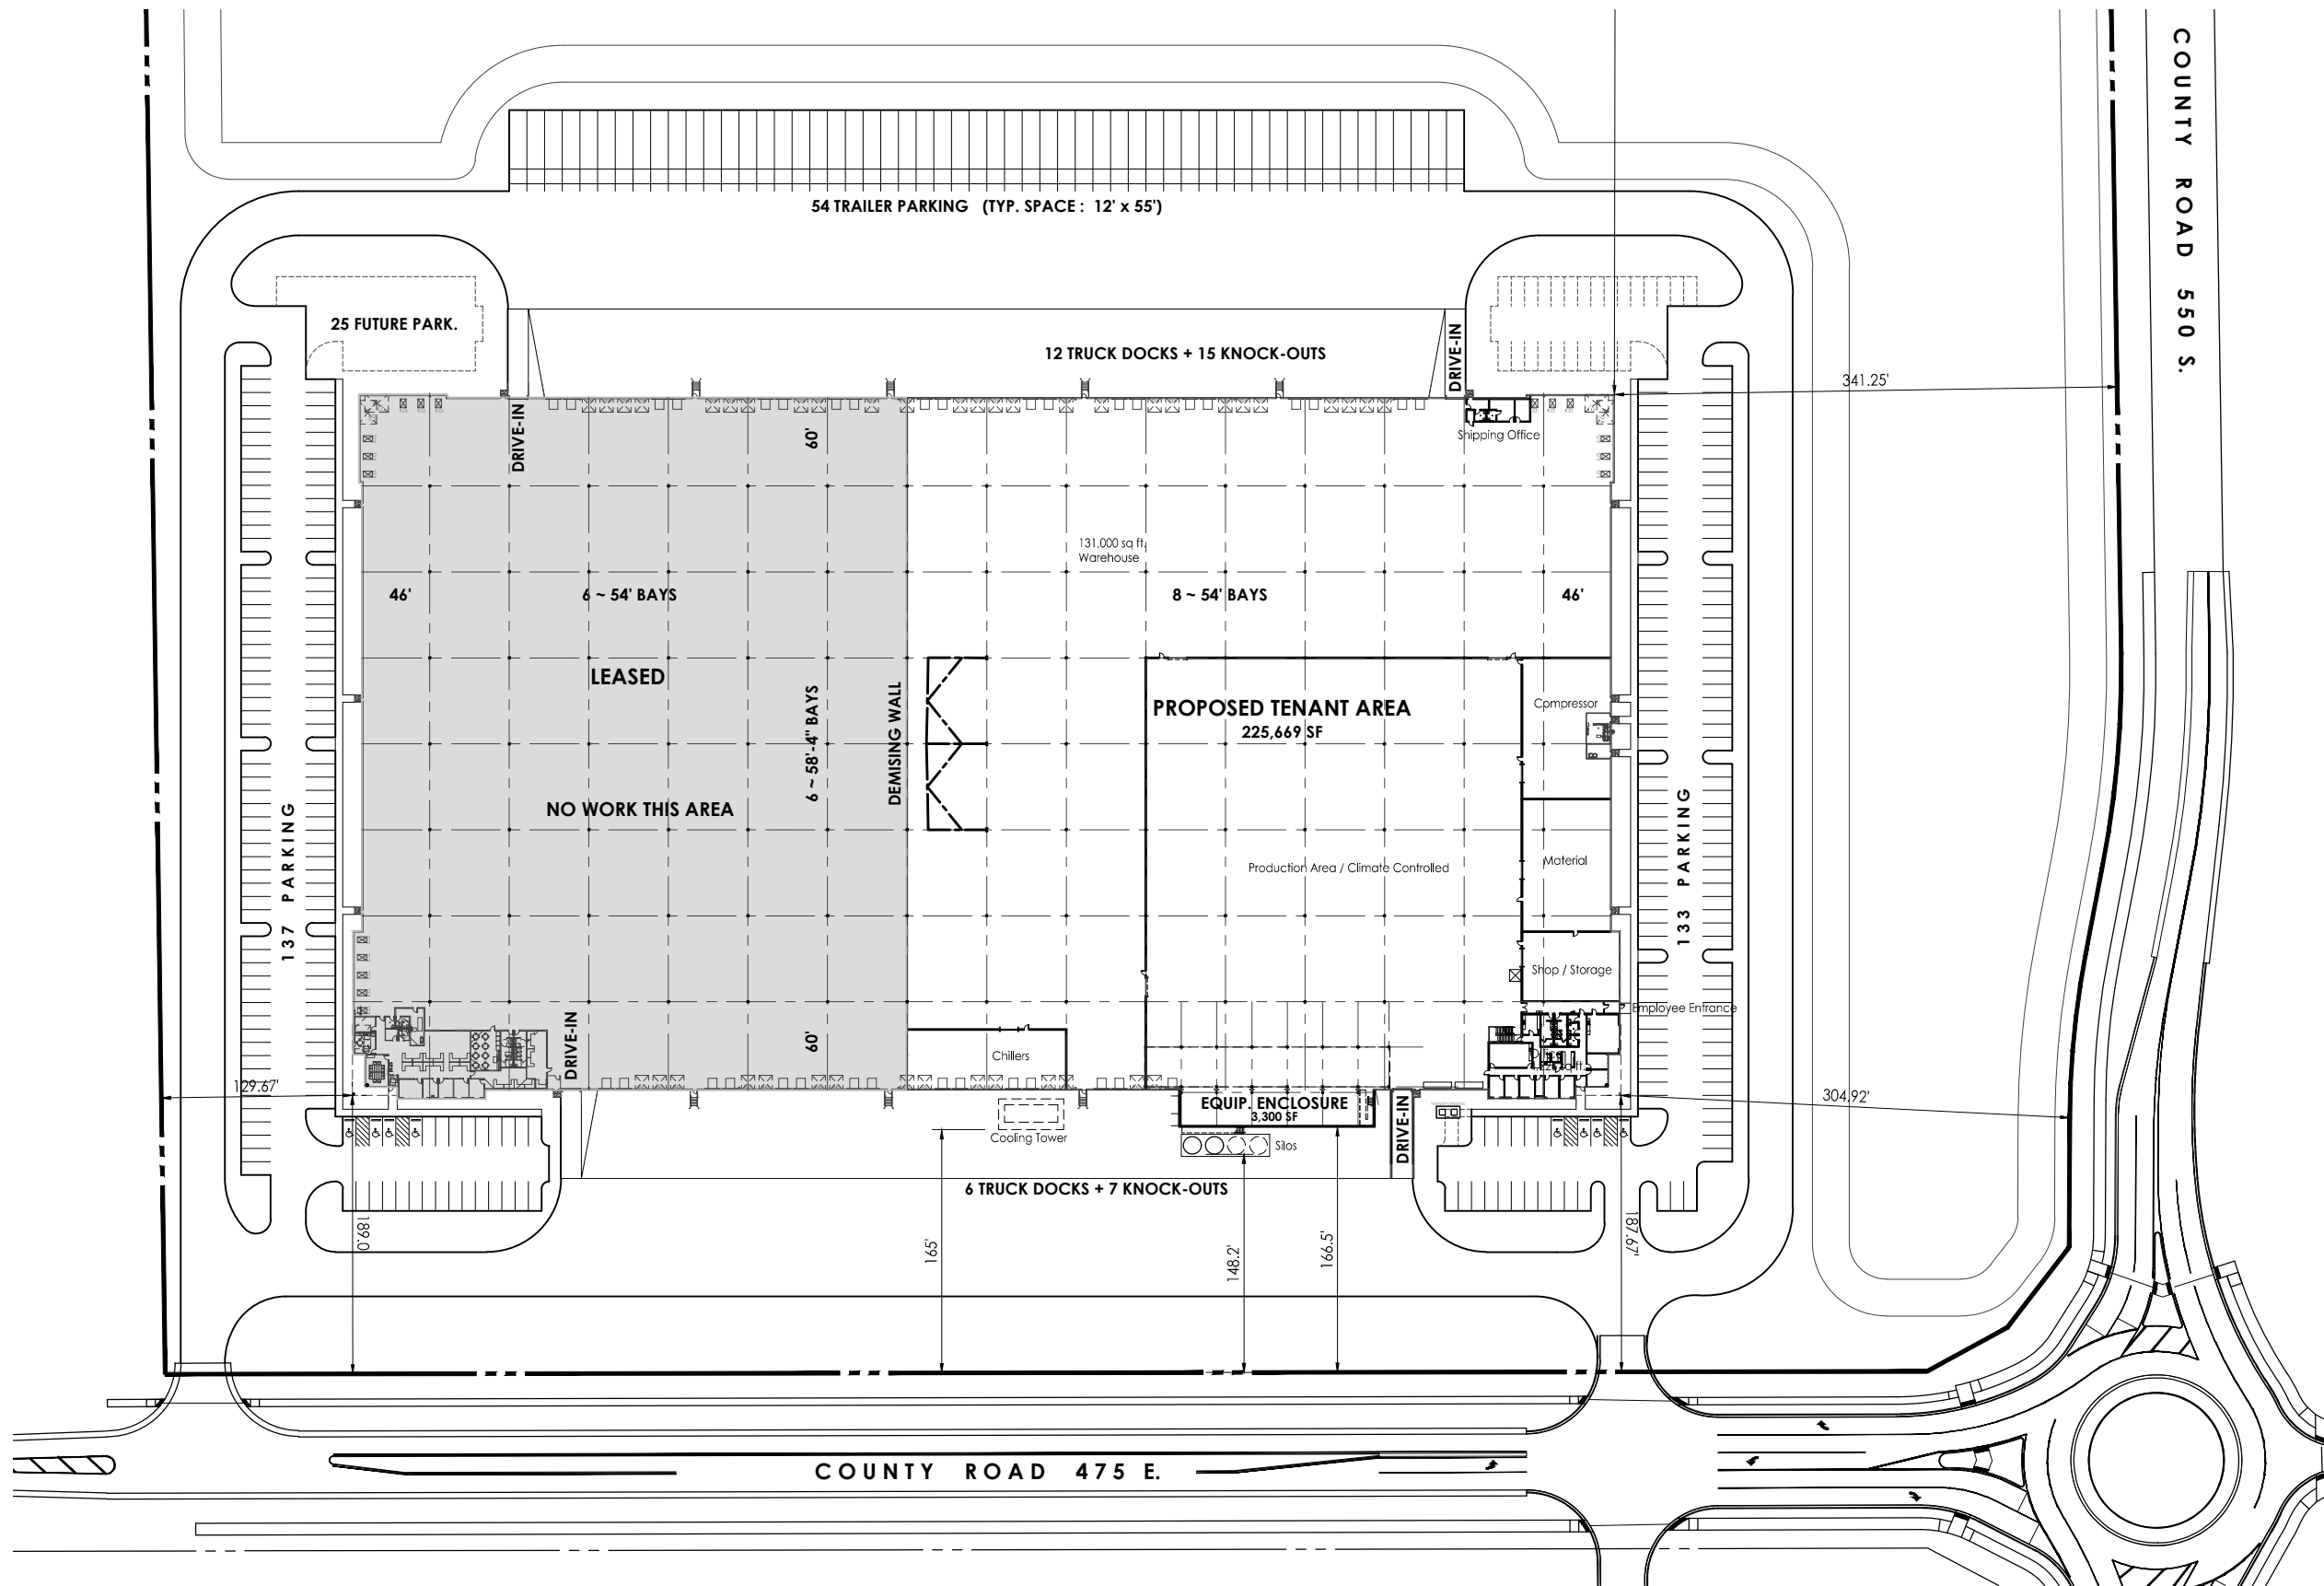 COUNTY ROAD 550 S.
54 TRAILER PARKING (TYP. SPACE : 12' x 55')
25 FUTURE PARK.
12 TRUCK DOCKS + 15 KNOCK-OUTS
DRIVE-IN
341.25'
DRIVE-IN
60'
Shipping Office
131,000 sq ft.
Warehouse
46'
6 ~ 54' BAYS
8 ~ 54' BAYS
46'
LEASED
6 ~ 58'-4" BAYS
DEMISING WALL
PROPOSED TENANT AREA
225,669 SF
Compressor
NO WORK THIS AREA
137 PARKING
133 PARKING
Production Area / Climate Controlled
Material
Shop / Storage
Employee Entrance
DRIVE-IN
60'
Chillers
129.67'
304.92'
EQUIP. ENCLOSURE
3,300 SF
DRIVE-IN
Cooling Tower
Silos
6 TRUCK DOCKS + 7 KNOCK-OUTS
189.0
165'
148.2'
166.5'
187.67'
COUNTY ROAD 475 E.